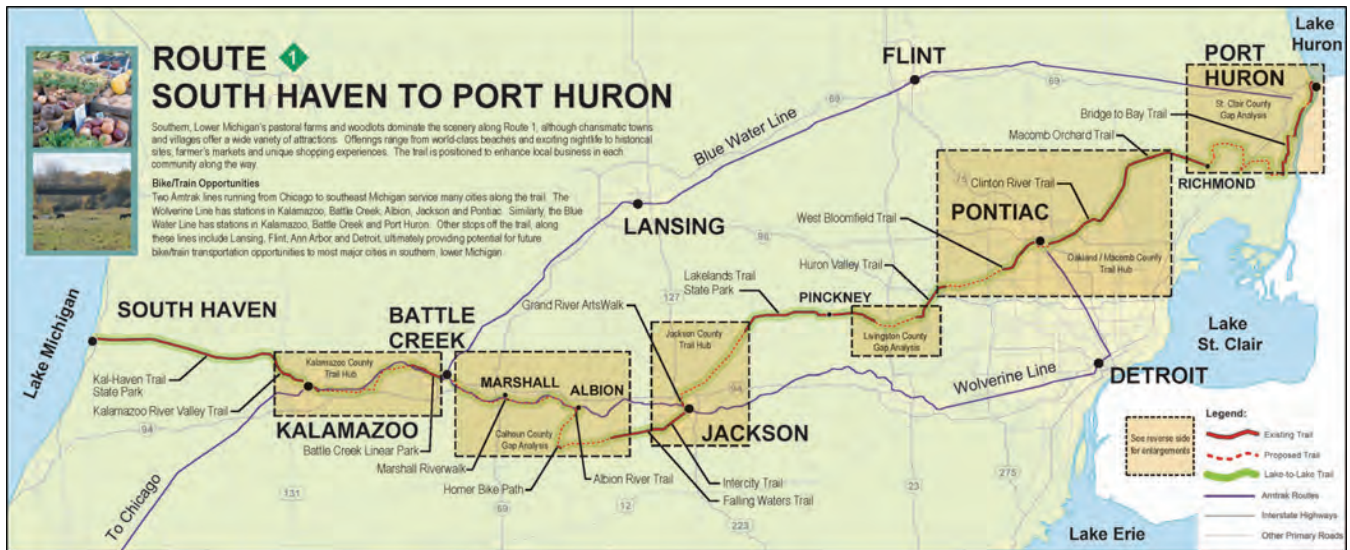 ROUTE 1
SOUTH HAVEN TO PORT HURON
Southern, Lower Michigan's pastoral farms and woodlots dominate the scenery along Route 1, although charismatic towns
and villages offer a wide variety of attractions. Offerings range from world-class beaches and exciting nightlife to historical
sites, farmer's markets and unique shopping experiences. The trail is positioned to enhance local business in each
community along the way.
Bike/Train Opportunities
Two Amtrak lines running from Chicago to southeast Michigan service many cities along the trail. The
Wolverine Line has stations in Kalamazoo, Battle Creek, Albion, Jackson and Pontiac. Similarly, the Blue
Water Line has stations in Kalamazoo, Battle Creek and Port Huron. Other stops off the trail, along
these lines include Lansing, Flint, Ann Arbor and Detroit, ultimately providing potential for future
bike/train transportation opportunities to most major cities in southern, lower Michigan.
Lake
Huron
PORT
HURON
St. Clair County
Gap Analysis
FLINT
69
69
Bridge to Bay Trail
Macomb Orchard Trail
RICHMOND
Blue Water Line
LANSING
96
75
Clinton River Trail
PONTIAC
West Bloomfield Trail
Oakland / Macomb County
Trail Hub
Huron Valley Trail
Lakelands Trail
State Park
PINCKNEY
Livingston County
Gap Analysis
127
Grand River ArtsWalk
Jackson County
Trail Hub
94
JACKSON
Wolverine Line
DETROIT
Lake
St. Clair
Lake Michigan
SOUTH HAVEN
Kal-Haven Trail
State Park
Kalamazoo River Valley Trail
94
Kalamazoo County
Trail Hub
KALAMAZOO
BATTLE
CREEK
Battle Creek Linear Park
MARSHALL
ALBION
Calhoun County
Gap Analysis
Marshall Riverwalk
Homer Bike Path
Albion River Trail
Intercity Trail
Falling Waters Trail
To Chicago
131
69
12
223
23
275
Lake Erie
See reverse side
for enlargements
Legend:
Existing Trail
Proposed Trail
Lake-to-Lake Trail
Amtrak Routes
Interstate Highways
Other Primary Roads